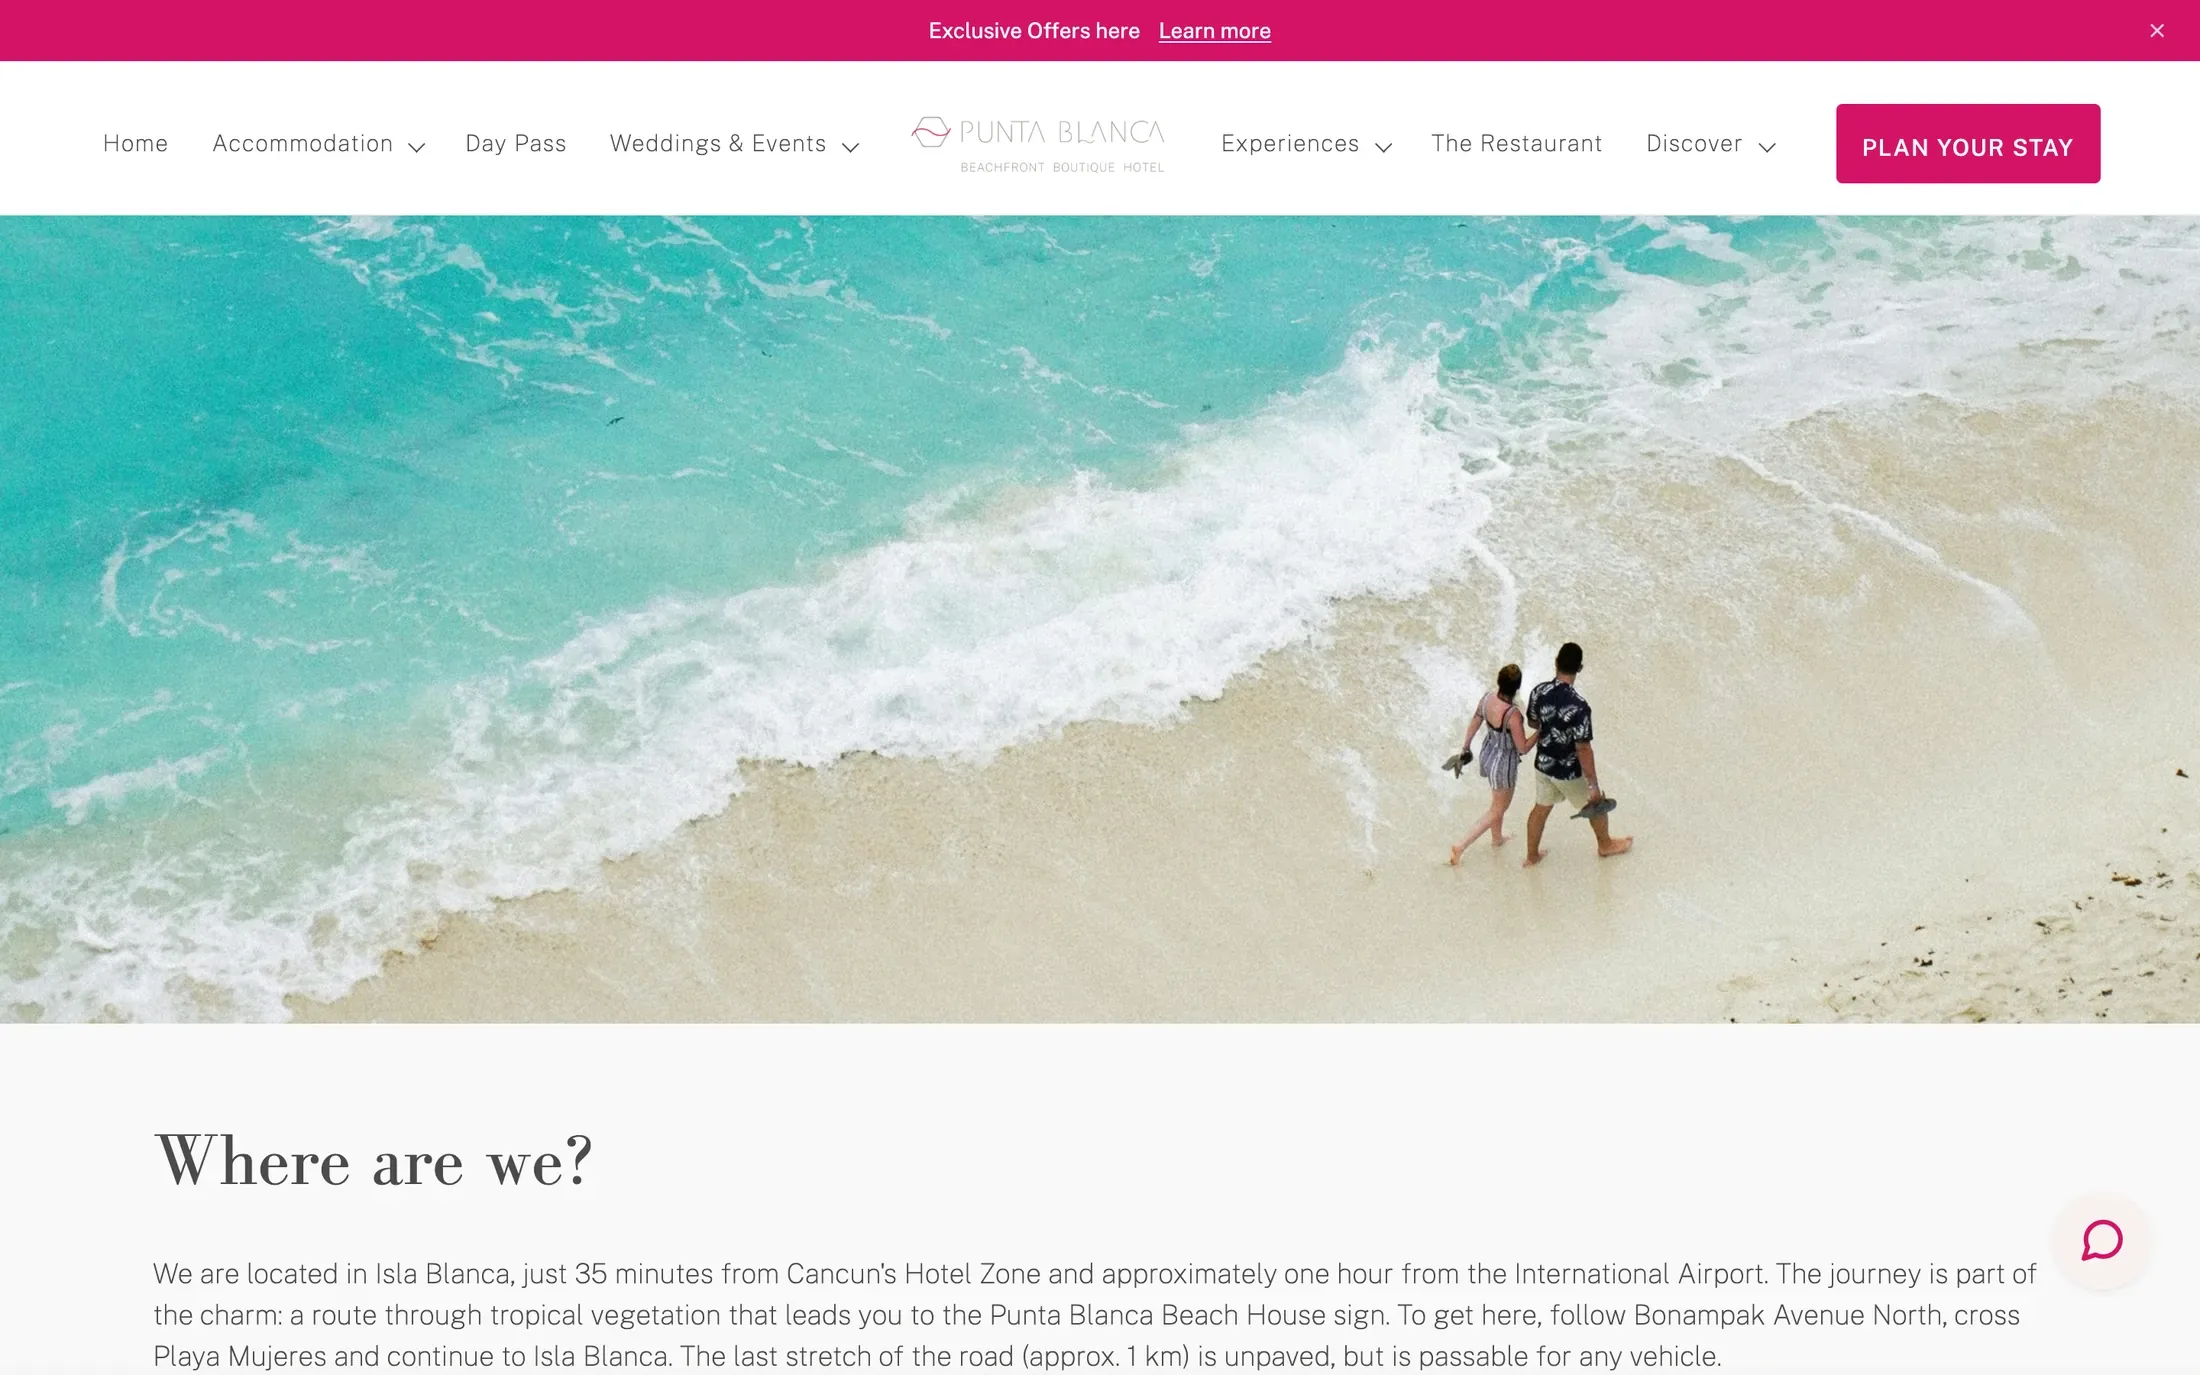 Exclusive Offers here Learn more
Home Accommodation Day Pass Weddings & Events PUNTA BLANCA Experiences The Restaurant Discover PLAN YOUR STAY
BEACHFRONT BOUTIQUE HOTEL
Where are we?
We are located in Isla Blanca, just 35 minutes from Cancun's Hotel Zone and approximately one hour from the International Airport. The journey is part of
the charm: a route through tropical vegetation that leads you to the Punta Blanca Beach House sign. To get here, follow Bonampak Avenue North, cross
Playa Mujeres and continue to Isla Blanca. The last stretch of the road (approx. 1 km) is unpaved, but is passable for any vehicle.